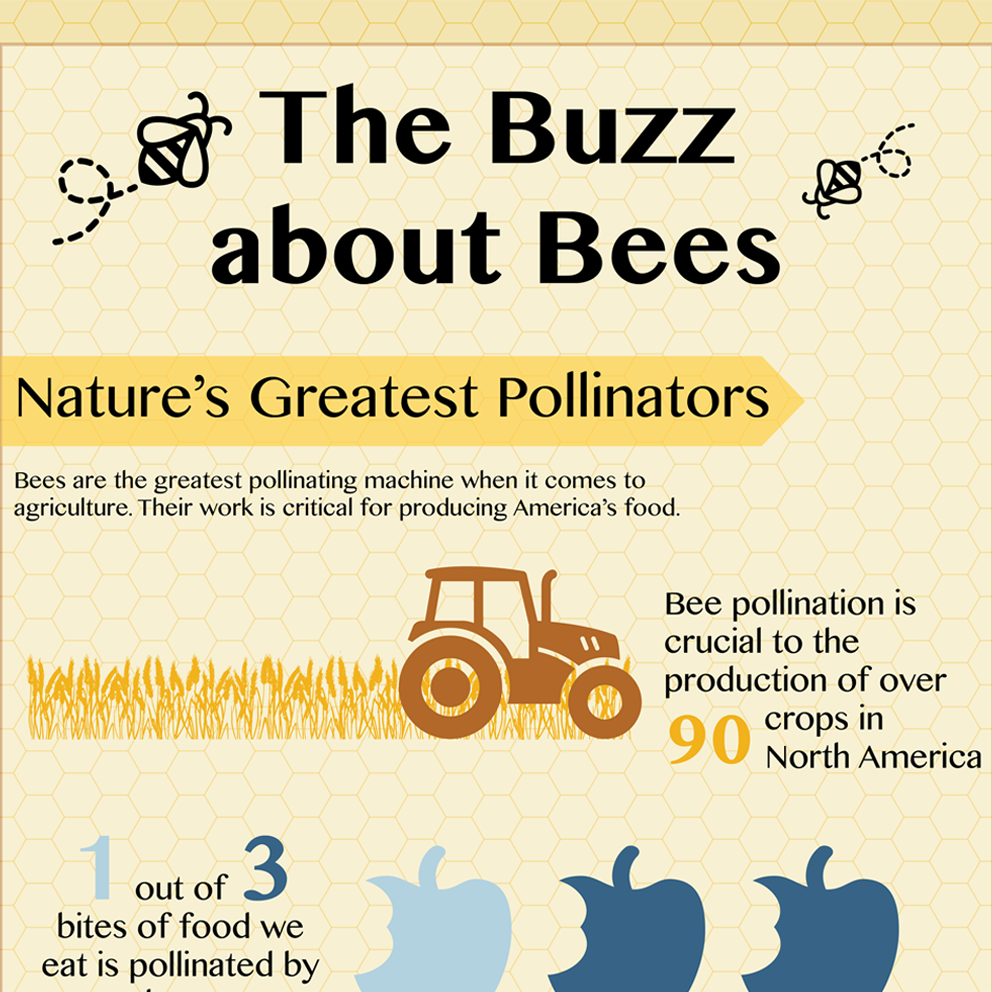 The Buzz
about Bees
Nature's Greatest Pollinators
Bees are the greatest pollinating machine when it comes to
agriculture. Their work is critical for producing America's food.
Bee pollination is
crucial to the
production of over
90 crops in
North America
1 out of 3
bites of food we
eat is pollinated by